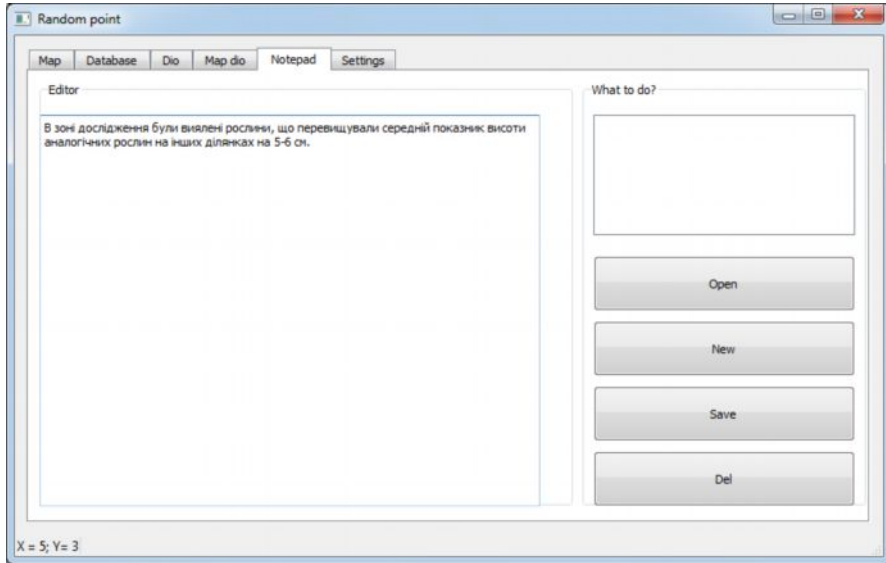 Random point
Map Database Dio Map dio Notepad Settings
Editor
What to do?
В зоні дослідження були виялені рослини, що перевищували середній показник висоти
аналогічних рослин на інших ділянках на 5-6 см.
Open
New
Save
Del
X = 5; Y= 3